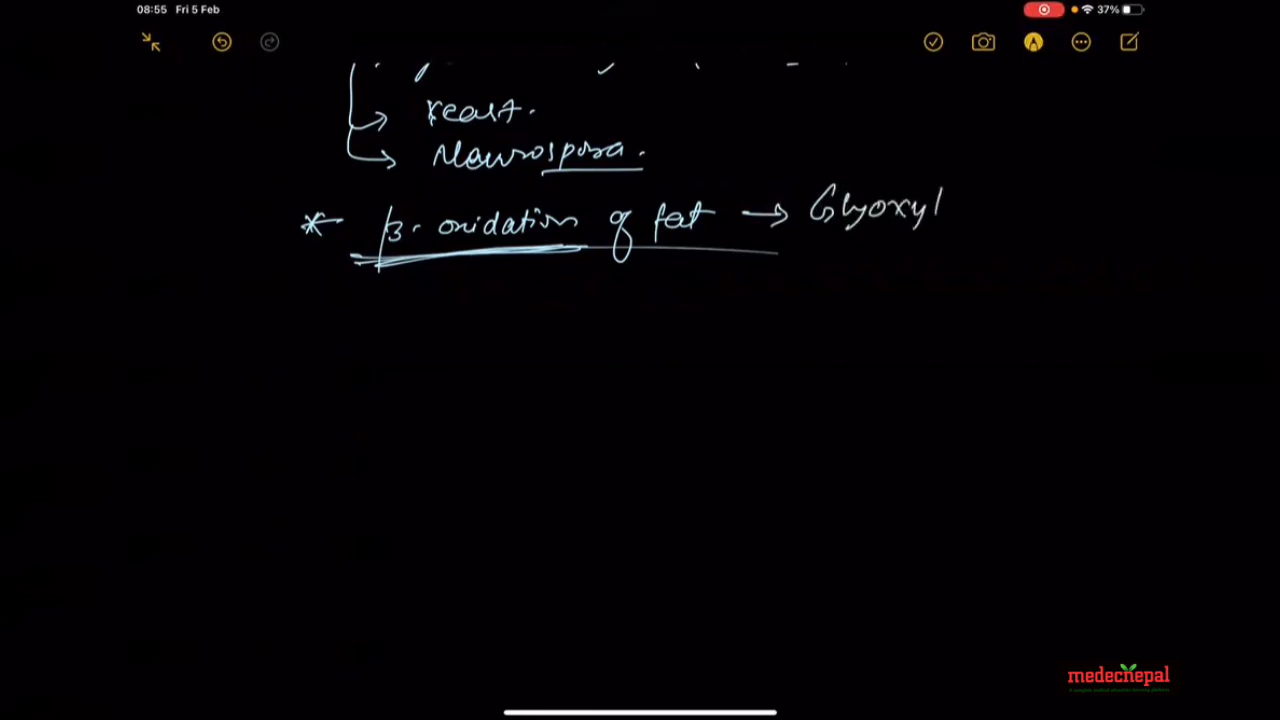 08:55 Fri 5 Feb 37%
→ Yeast.
→ Neurospora.
* β-oxidation of fat → Glyoxyl
medecnepal